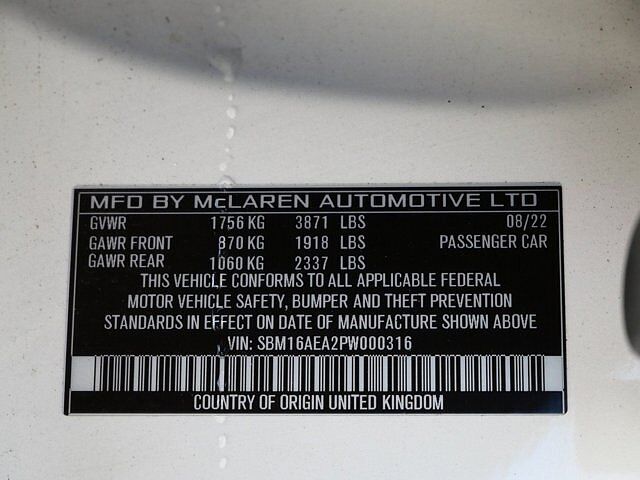 MFD BY McLAREN AUTOMOTIVE LTD
GVWR 1756 KG 3871 LBS 08/22
GAWR FRONT 870 KG 1918 LBS PASSENGER CAR
GAWR REAR 1060 KG 2337 LBS
THIS VEHICLE CONFORMS TO ALL APPLICABLE FEDERAL
MOTOR VEHICLE SAFETY, BUMPER AND THEFT PREVENTION
STANDARDS IN EFFECT ON DATE OF MANUFACTURE SHOWN ABOVE
VIN: SBM16AEA2PW000316
COUNTRY OF ORIGIN UNITED KINGDOM